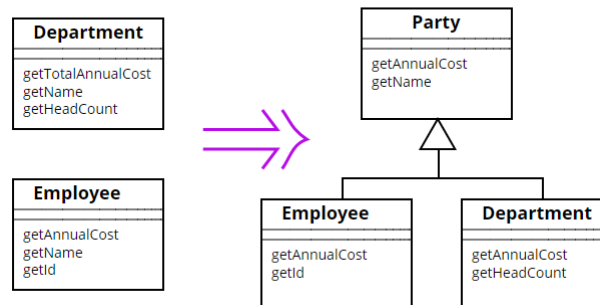 Department
getTotalAnnualCost
getName
getHeadCount
Employee
getAnnualCost
getName
getId
Party
getAnnualCost
getName
Employee
getAnnualCost
getId
Department
getAnnualCost
getHeadCount